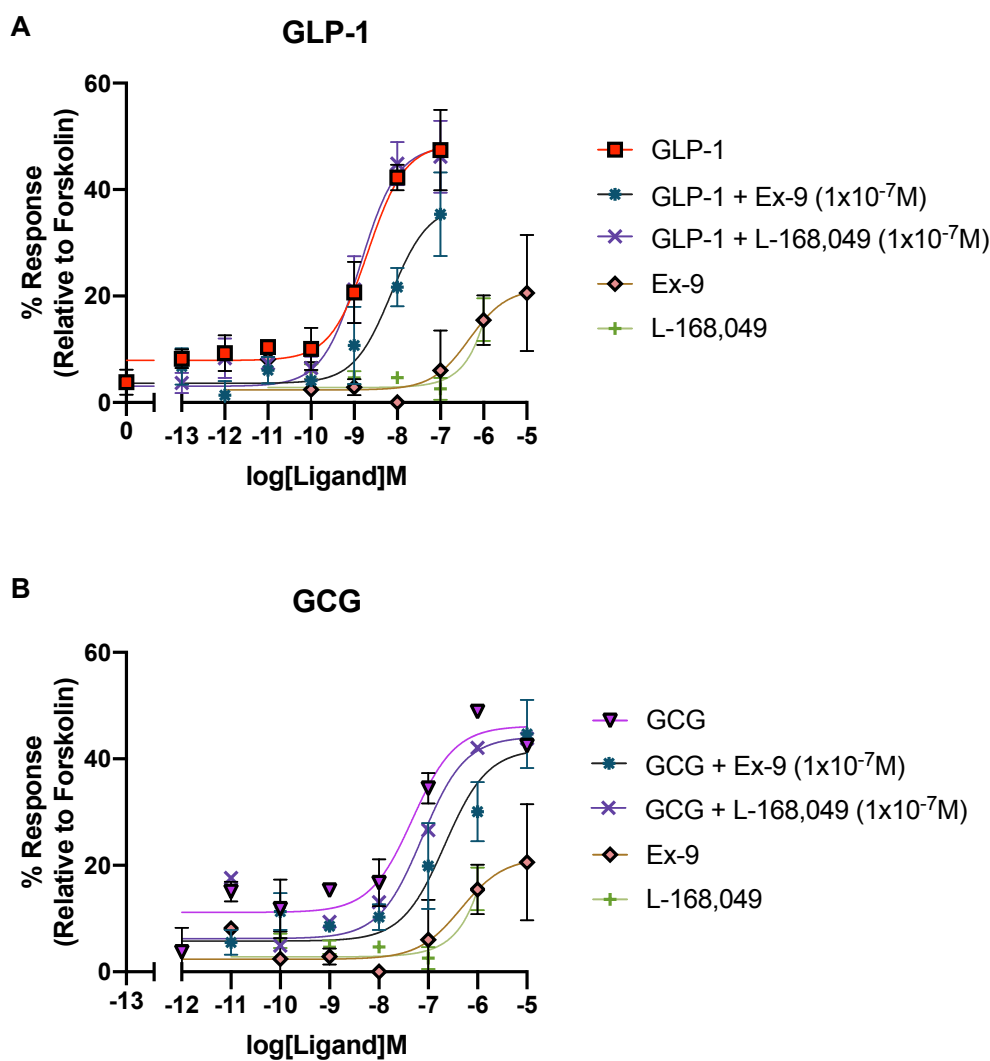 A
GLP-1
% Response
(Relative to Forskolin)
60
40
20
0
0
-13
-12
-11
-10
-9
-8
-7
-6
-5
log[Ligand]M
GLP-1
GLP-1 + Ex-9 (1x10⁻⁷M)
GLP-1 + L-168,049 (1x10⁻⁷M)
Ex-9
L-168,049
B
GCG
% Response
(Relative to Forskolin)
60
40
20
0
-13
-12
-11
-10
-9
-8
-7
-6
-5
log[Ligand]M
GCG
GCG + Ex-9 (1x10⁻⁷M)
GCG + L-168,049 (1x10⁻⁷M)
Ex-9
L-168,049